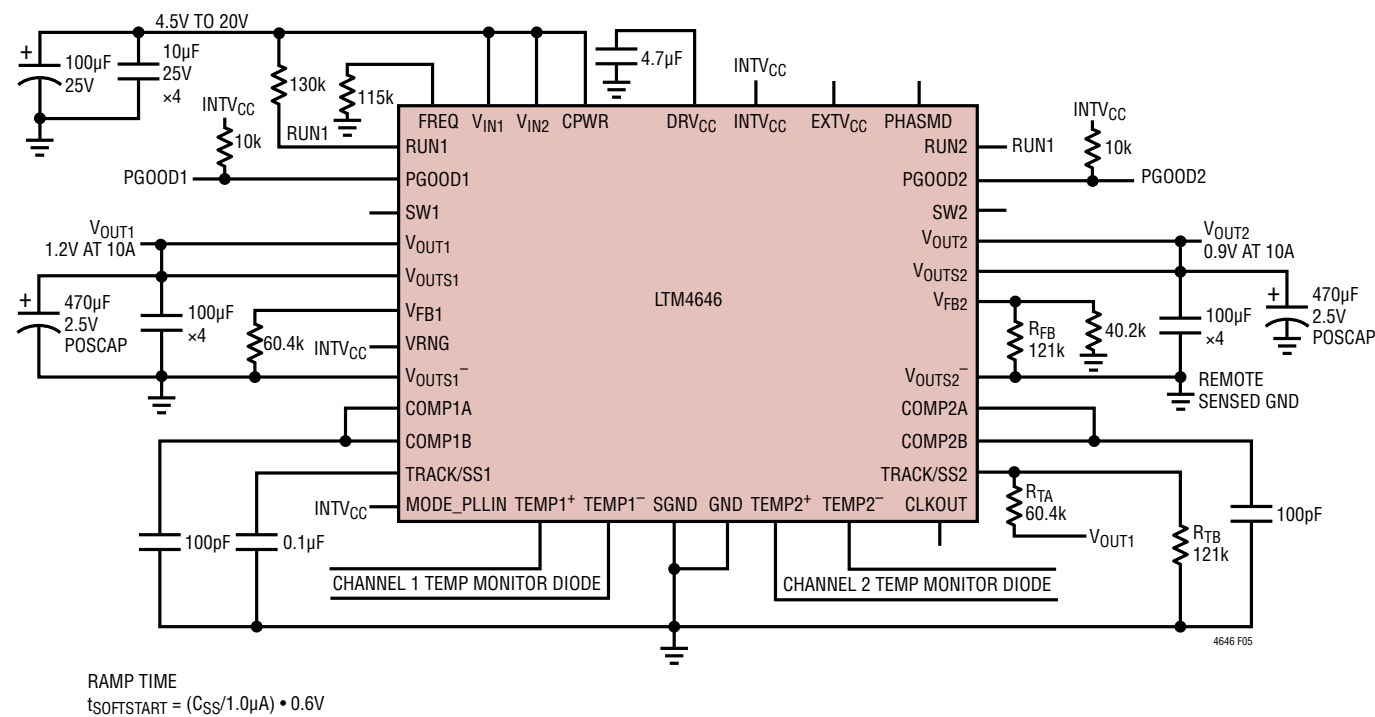 4.5V TO 20V
100µF
25V
10µF
25V
×4
130k
115k
4.7µF
INTVCC
INTVCC
10k
RUN1
PGOOD1
INTVCC
10k
RUN1
PGOOD2
FREQ VIN1 VIN2 CPWR DRVCC INTVCC EXTVCC PHASMD
RUN1
PGOOD1
SW1
VOUT1
VOUTS1
VFB1
VRNG
VOUTS1–
COMP1A
COMP1B
TRACK/SS1
MODE_PLLIN TEMP1+ TEMP1– SGND GND TEMP2+ TEMP2– CLKOUT
LTM4646
RUN2
PGOOD2
SW2
VOUT2
VOUTS2
VFB2
VOUTS2–
COMP2A
COMP2B
TRACK/SS2
VOUT1
1.2V AT 10A
470µF
2.5V
POSCAP
100µF
×4
60.4k
INTVCC
INTVCC
100pF
0.1µF
VOUT2
0.9V AT 10A
RFB
121k
40.2k
100µF
×4
470µF
2.5V
POSCAP
REMOTE
SENSED GND
RTA
60.4k
VOUT1
RTB
121k
100pF
CHANNEL 1 TEMP MONITOR DIODE
CHANNEL 2 TEMP MONITOR DIODE
4646 F05
RAMP TIME
tSOFTSTART = (CSS/1.0µA) • 0.6V